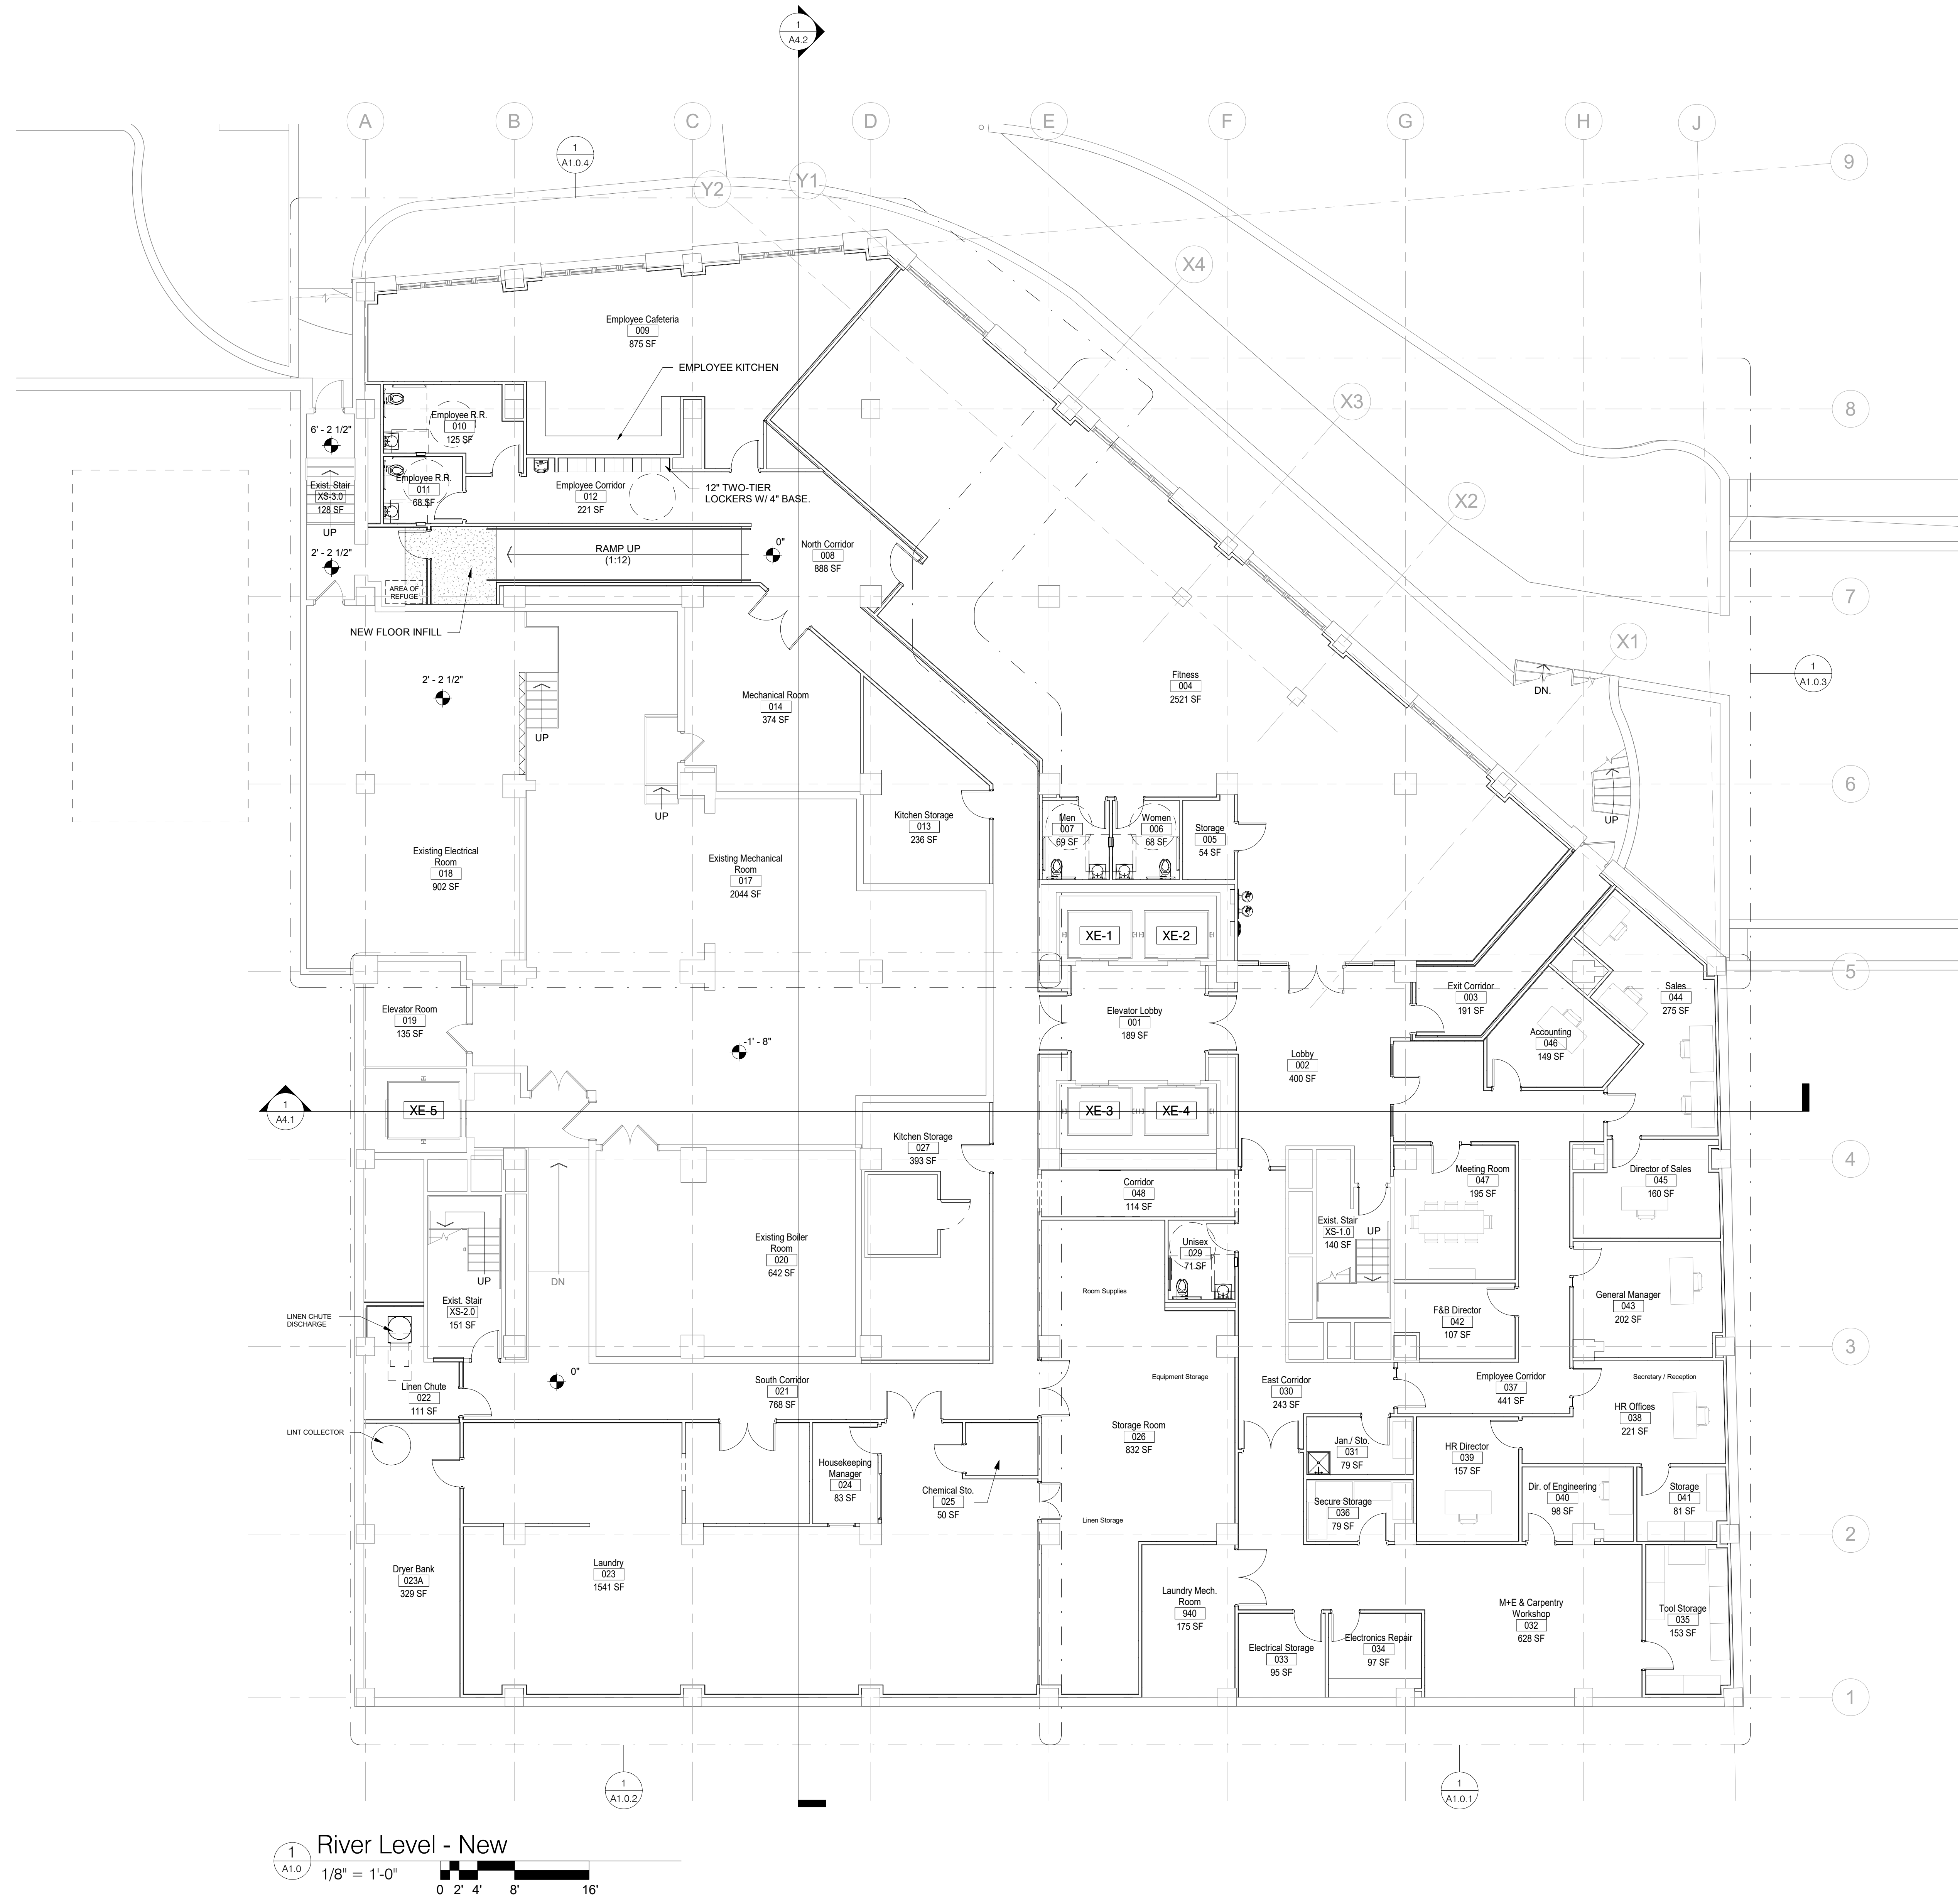 1
A4.2
A
B
C
D
E
F
G
H
J
1
A1.0.4
9
Y2
Y1
X4
Employee Cafeteria
009
875 SF
EMPLOYEE KITCHEN
X3
8
Employee R.R.
010
125 SF
6' - 2 1/2"
Employee R.R.
011
68 SF
Exist. Stair
XS-3.0
128 SF
UP
Employee Corridor
012
221 SF
12" TWO-TIER
LOCKERS W/ 4" BASE.
X2
2' - 2 1/2"
RAMP UP
(1:12)
0"
North Corridor
008
888 SF
AREA OF
REFUGE
7
NEW FLOOR INFILL
X1
2' - 2 1/2"
UP
Mechanical Room
014
374 SF
Fitness
004
2521 SF
DN.
1
A1.0.3
6
UP
UP
Kitchen Storage
013
236 SF
Men
007
69 SF
Women
006
68 SF
Storage
005
54 SF
Existing Electrical
Room
018
902 SF
Existing Mechanical
Room
017
2044 SF
XE-1
XE-2
5
Elevator Room
019
135 SF
Elevator Lobby
001
189 SF
Exit Corridor
003
191 SF
Sales
044
275 SF
Accounting
046
149 SF
-1' - 8"
Lobby
002
400 SF
1
A4.1
XE-5
XE-3
XE-4
Kitchen Storage
027
393 SF
4
Meeting Room
047
195 SF
Director of Sales
045
160 SF
Corridor
048
114 SF
Exist. Stair
XS-1.0
140 SF
UP
Existing Boiler
Room
020
642 SF
Unisex
029
71 SF
UP
DN
Room Supplies
Exist. Stair
XS-2.0
151 SF
General Manager
043
202 SF
F&B Director
042
107 SF
LINEN CHUTE
DISCHARGE
3
0"
Linen Chute
022
111 SF
South Corridor
021
768 SF
Equipment Storage
East Corridor
030
243 SF
Employee Corridor
037
441 SF
Secretary / Reception
HR Offices
038
221 SF
LINT COLLECTOR
Storage Room
026
832 SF
Jan./ Sto.
031
79 SF
HR Director
039
157 SF
Housekeeping
Manager
024
83 SF
Chemical Sto.
025
50 SF
Dir. of Engineering
040
98 SF
Storage
041
81 SF
Secure Storage
036
79 SF
Linen Storage
2
Dryer Bank
023A
329 SF
Laundry
023
1541 SF
Laundry Mech.
Room
940
175 SF
M+E & Carpentry
Workshop
032
628 SF
Tool Storage
035
153 SF
Electrical Storage
033
95 SF
Electronics Repair
034
97 SF
1
1
A1.0.2
1
A1.0.1
1
A1.0
River Level - New
1/8" = 1'-0"
0 2' 4' 8' 16'